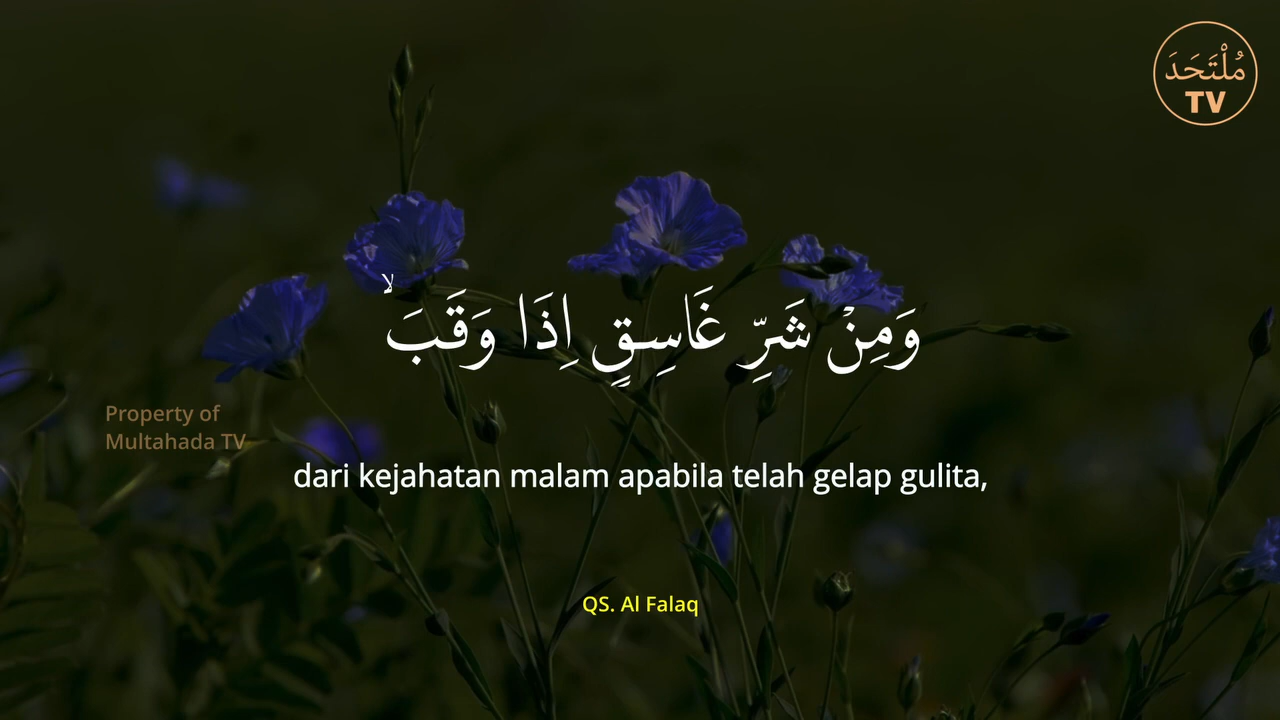 مُلْتَحَدَ
TV
وَمِنْ شَرِّ غَاسِقٍ اِذَا وَقَبَۙ
Property of
Multahada TV
dari kejahatan malam apabila telah gelap gulita,
QS. Al Falaq